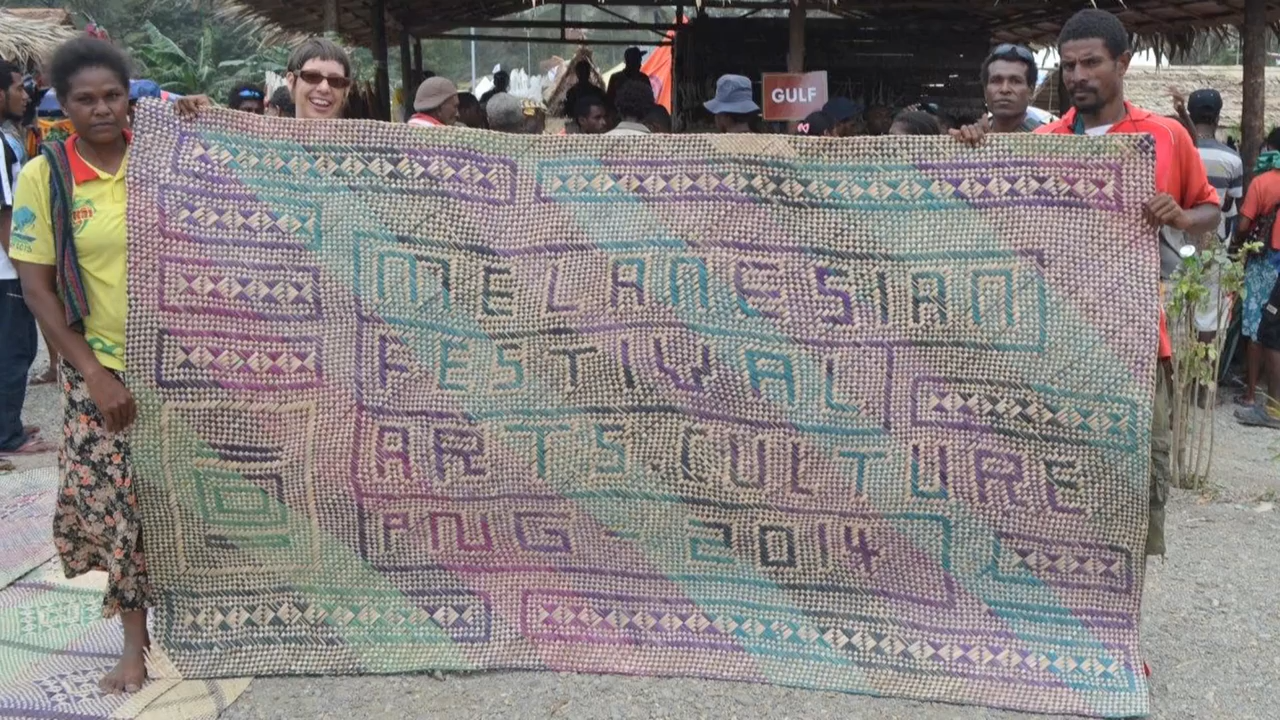 GULF
MELANESIAN
FESTIVAL
ARTS.CULTURE
PNG - 2014